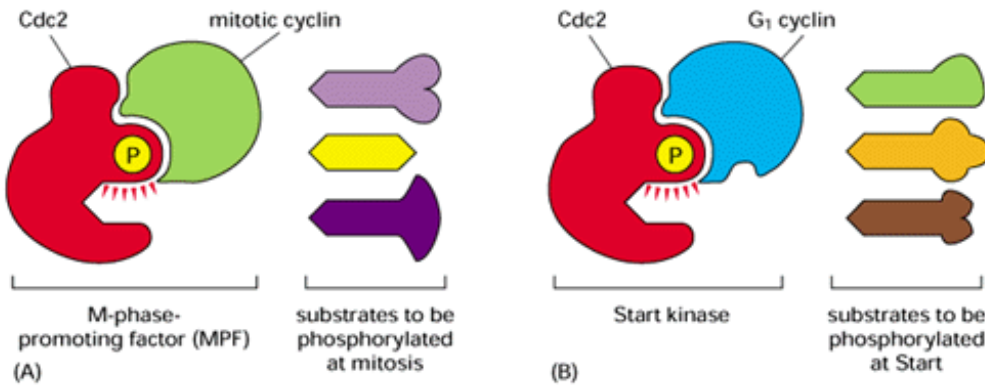 Cdc2
mitotic cyclin
P
M-phase-
promoting factor (MPF)
substrates to be
phosphorylated
at mitosis
(A)
Cdc2
G₁ cyclin
P
Start kinase
substrates to be
phosphorylated
at Start
(B)